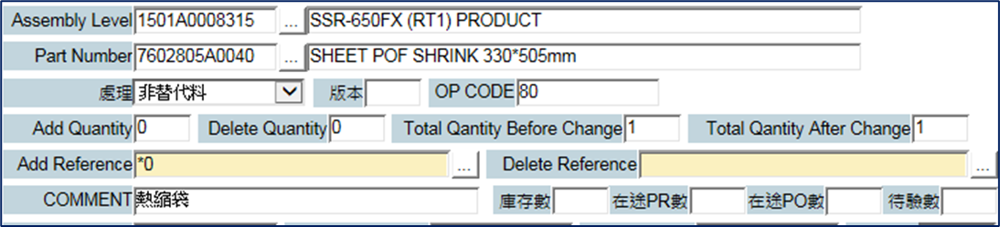 Assembly Level 1501A0008315 ... SSR-650FX (RT1) PRODUCT
Part Number 7602805A0040 ... SHEET POF SHRINK 330*505mm
處理 非替代料 版本 OP CODE 80
Add Quantity 0 Delete Quantity 0 Total Qantity Before Change 1 Total Qantity After Change 1
Add Reference *0 ... Delete Reference ...
COMMENT 熱縮袋 庫存數 在途PR數 在途PO數 待驗數